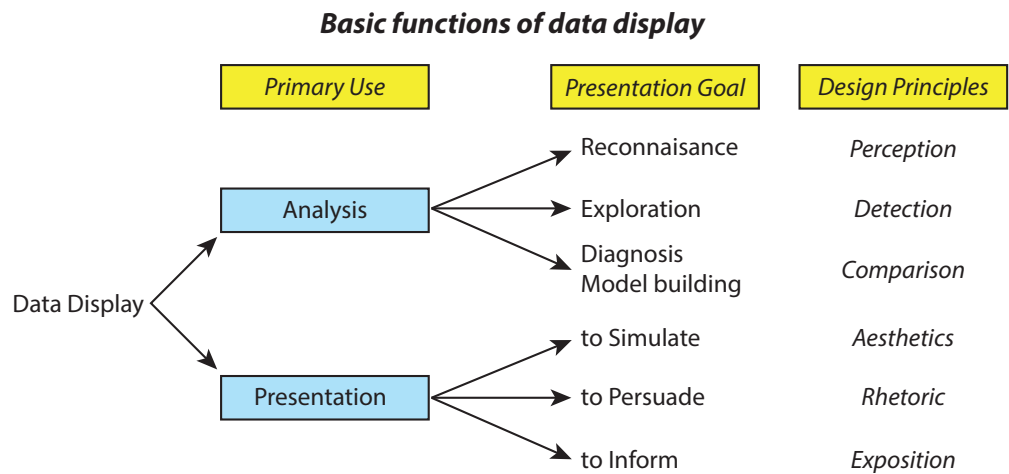 Basic functions of data display
Primary Use
Presentation Goal
Design Principles
Reconnaisance
Perception
Analysis
Exploration
Detection
Diagnosis
Model building
Comparison
Data Display
to Simulate
Aesthetics
Presentation
to Persuade
Rhetoric
to Inform
Exposition